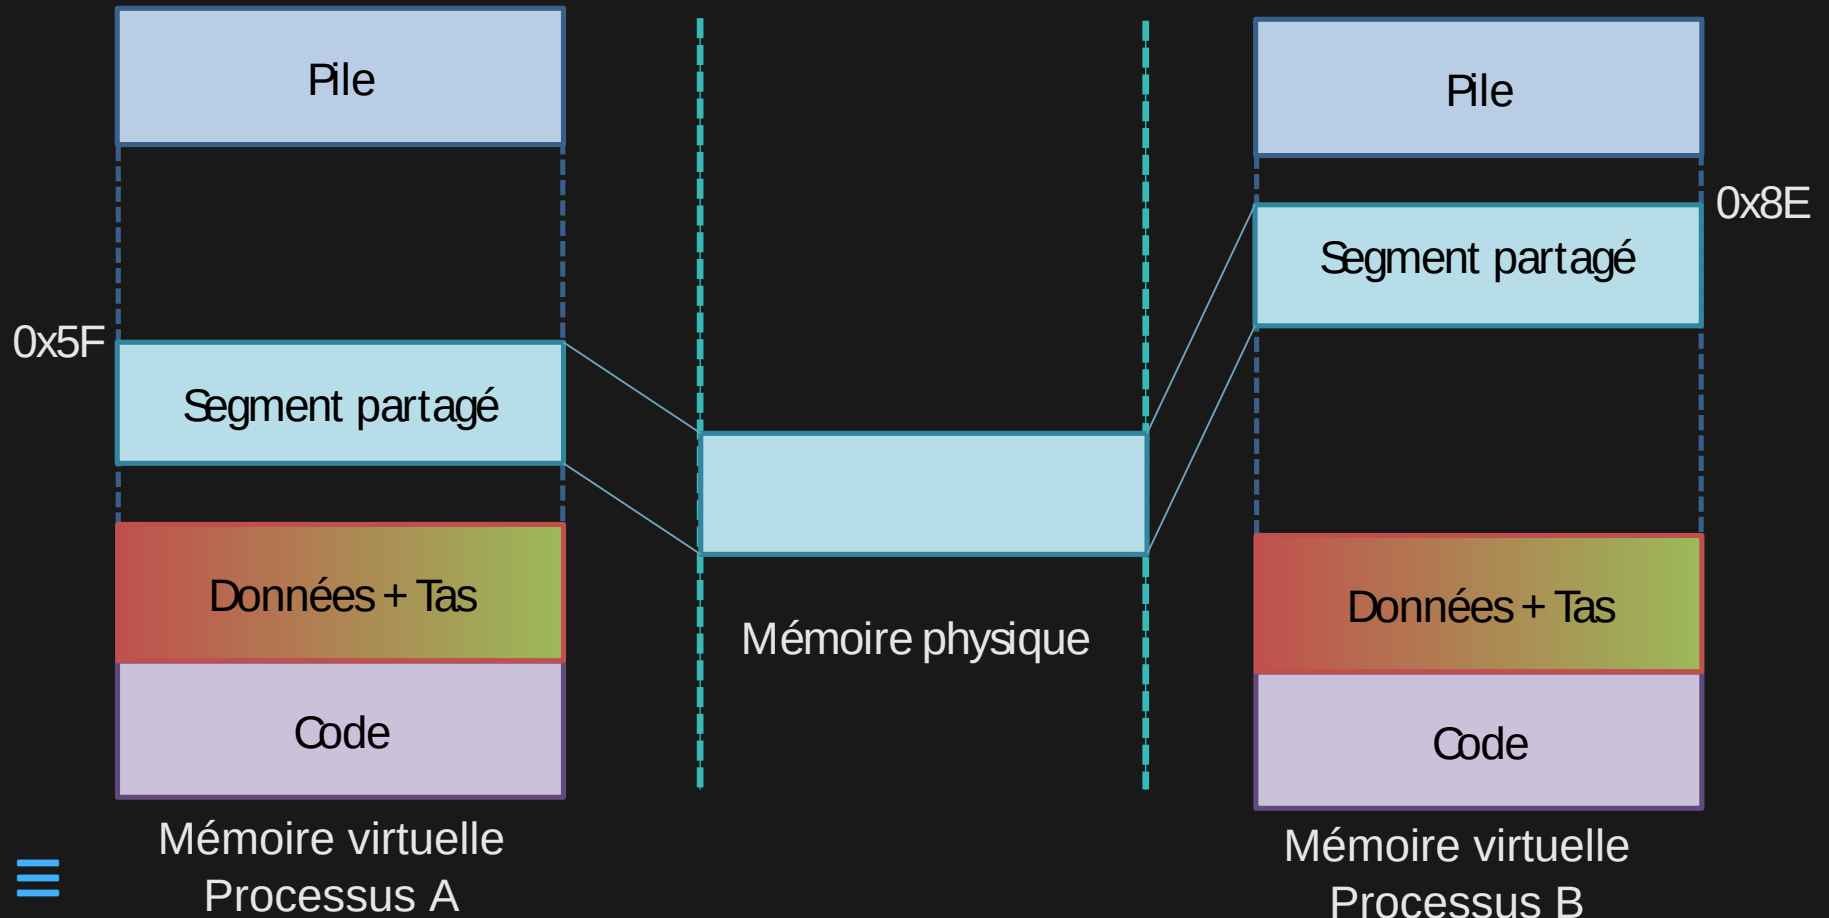 Pile
0x5F
Segment partagé
Données + Tas
Code
Mémoire virtuelle
Processus A
Mémoire physique
Pile
0x8E
Segment partagé
Données + Tas
Code
Mémoire virtuelle
Processus B